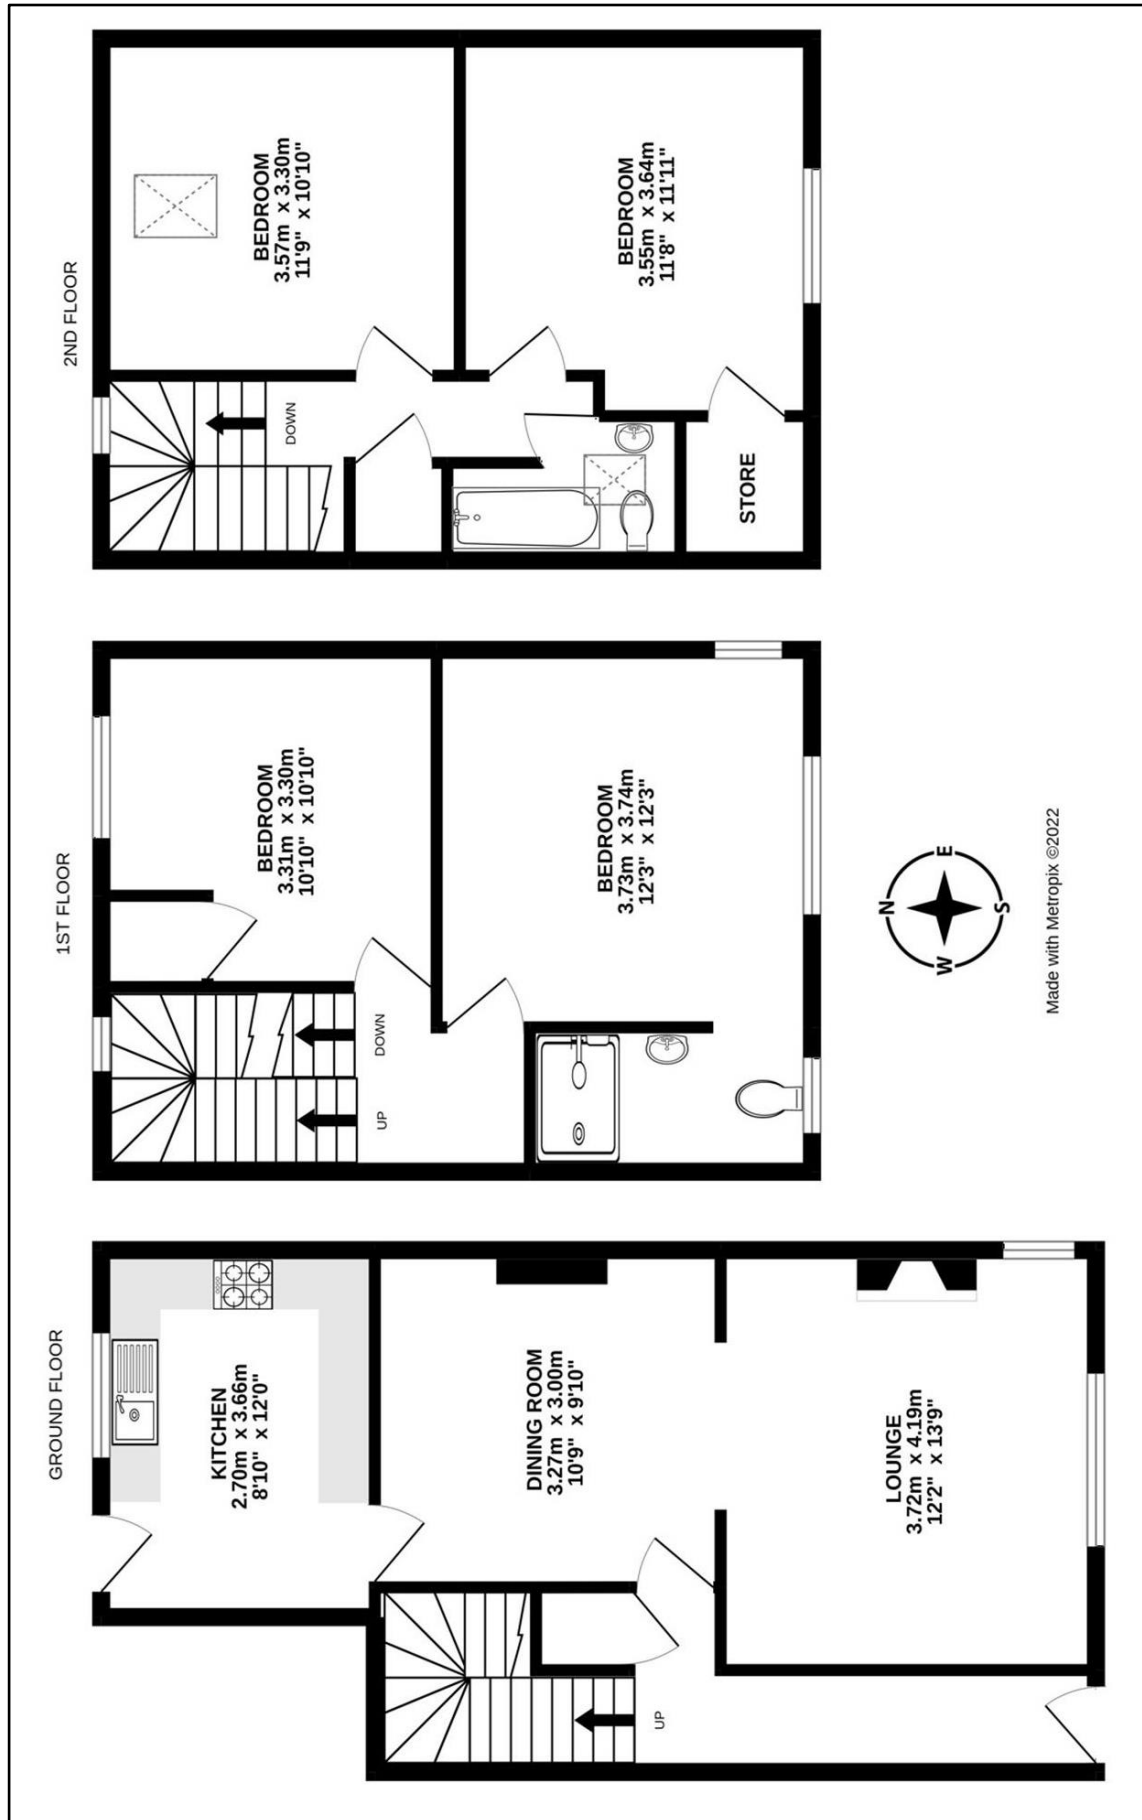 GROUND FLOOR
KITCHEN
2.70m x 3.66m
8'10" x 12'0"
DINING ROOM
3.27m x 3.00m
10'9" x 9'10"
LOUNGE
3.72m x 4.19m
12'2" x 13'9"
UP
1ST FLOOR
BEDROOM
3.31m x 3.30m
10'10" x 10'10"
BEDROOM
3.73m x 3.74m
12'3" x 12'3"
DOWN
UP
2ND FLOOR
BEDROOM
3.57m x 3.30m
11'9" x 10'10"
BEDROOM
3.55m x 3.64m
11'8" x 11'11"
DOWN
STORE
N
E
S
W
Made with Metropix ©2022